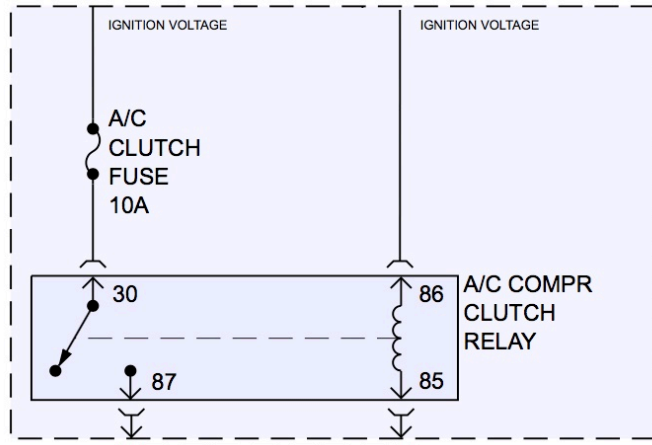 IGNITION VOLTAGE
IGNITION VOLTAGE
A/C
CLUTCH
FUSE
10A
30
86
A/C COMPR
CLUTCH
RELAY
87
85